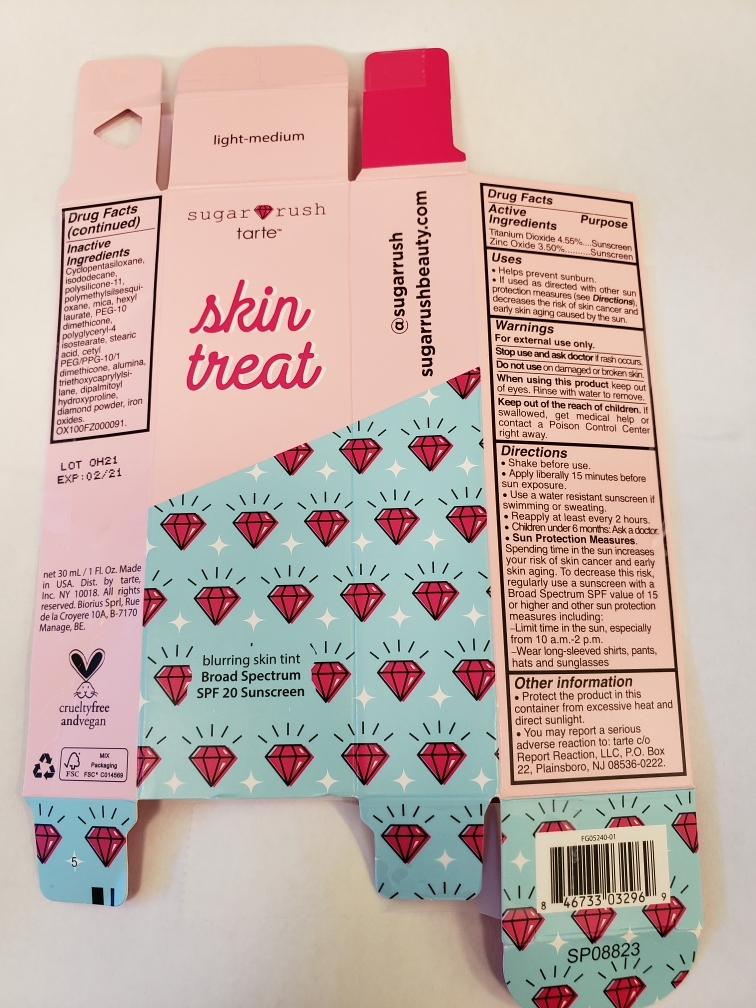 light-medium
sugar rush
tarte™
skin
treat
blurring skin tint
Broad Spectrum
SPF 20 Sunscreen
@sugarrush
sugarrushbeauty.com
Drug Facts
Active
Ingredients Purpose
Titanium Dioxide 4.55%....Sunscreen
Zinc Oxide 3.50%..........Sunscreen
Uses
• Helps prevent sunburn.
• If used as directed with other sun
protection measures (see Directions),
decreases the risk of skin cancer and
early skin aging caused by the sun.
Warnings
For external use only.
Stop use and ask doctor if rash occurs.
Do not use on damaged or broken skin.
When using this product keep out
of eyes. Rinse with water to remove.
Keep out of the reach of children. If
swallowed, get medical help or
contact a Poison Control Center
right away.
Directions
• Shake before use.
• Apply liberally 15 minutes before
sun exposure.
• Use a water resistant sunscreen if
swimming or sweating.
• Reapply at least every 2 hours.
• Children under 6 months: Ask a doctor.
• Sun Protection Measures.
Spending time in the sun increases
your risk of skin cancer and early
skin aging. To decrease this risk,
regularly use a sunscreen with a
Broad Spectrum SPF value of 15
or higher and other sun protection
measures including:
–Limit time in the sun, especially
from 10 a.m.-2 p.m.
–Wear long-sleeved shirts, pants,
hats and sunglasses
Other information
• Protect the product in this
container from excessive heat and
direct sunlight.
• You may report a serious
adverse reaction to: tarte c/o
Report Reaction, LLC, P.O. Box
22, Plainsboro, NJ 08536-0222.
Drug Facts
(continued)
Inactive
Ingredients
Cyclopentasiloxane,
isododecane,
polysilicone-11,
polymethylsilsesqui-
oxane, mica, hexyl
laurate, PEG-10
dimethicone,
polyglyceryl-4
isostearate, stearic
acid, cetyl
PEG/PPG-10/1
dimethicone, alumina,
triethoxycaprylylsi-
lane, dipalmitoyl
hydroxyproline,
diamond powder, iron
oxides.
OX100FZ000091.
LOT OH21
EXP:02/21
net 30 mL / 1 Fl. Oz. Made
in USA. Dist. by tarte,
Inc. NY 10018. All rights
reserved. Biorius Sprl, Rue
de la Croyere 10A, B-7170
Manage, BE.
crueltyfree
andvegan
FSC
MIX
Packaging
FSC® C014569
5
FG05240-01
8 46733 03296 9
SP08823